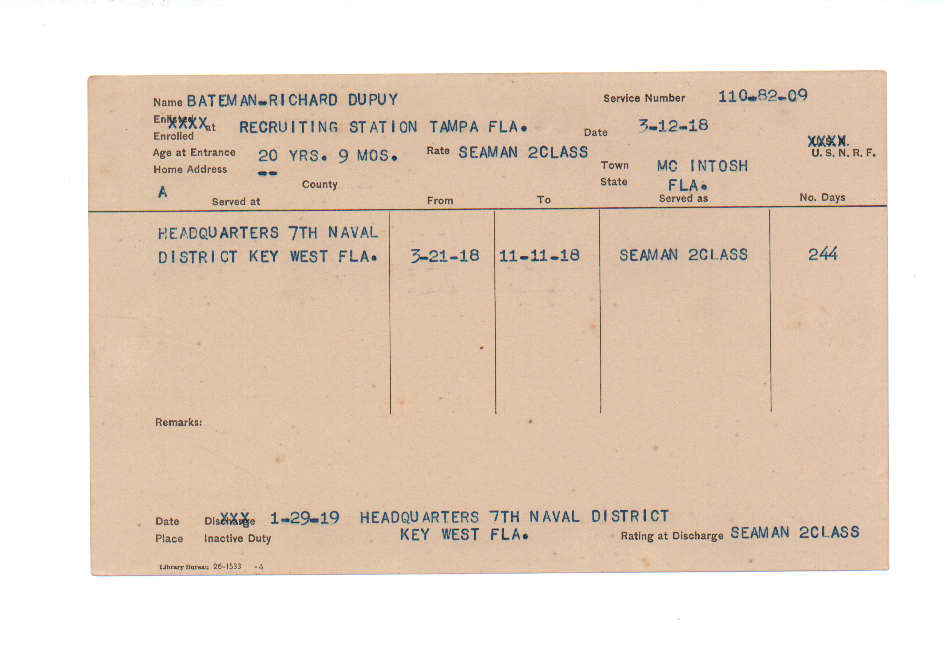 Name BATEMAN-RICHARD DUPUY Service Number 110-82-09
Enlisted XXXX at RECRUITING STATION TAMPA FLA. Date 3-12-18
Enrolled XXXX.
Age at Entrance 20 YRS. 9 MOS. Rate SEAMAN 2CLASS U. S. N. R. F.
Home Address -- Town MC INTOSH
A County State FLA.
Served at From To Served as No. Days
HEADQUARTERS 7TH NAVAL
DISTRICT KEY WEST FLA. 3-21-18 11-11-18 SEAMAN 2CLASS 244
Remarks:
Date Discharge XXX 1-29-19 HEADQUARTERS 7TH NAVAL DISTRICT
Place Inactive Duty KEY WEST FLA. Rating at Discharge SEAMAN 2CLASS
Library Bureau 26-1533